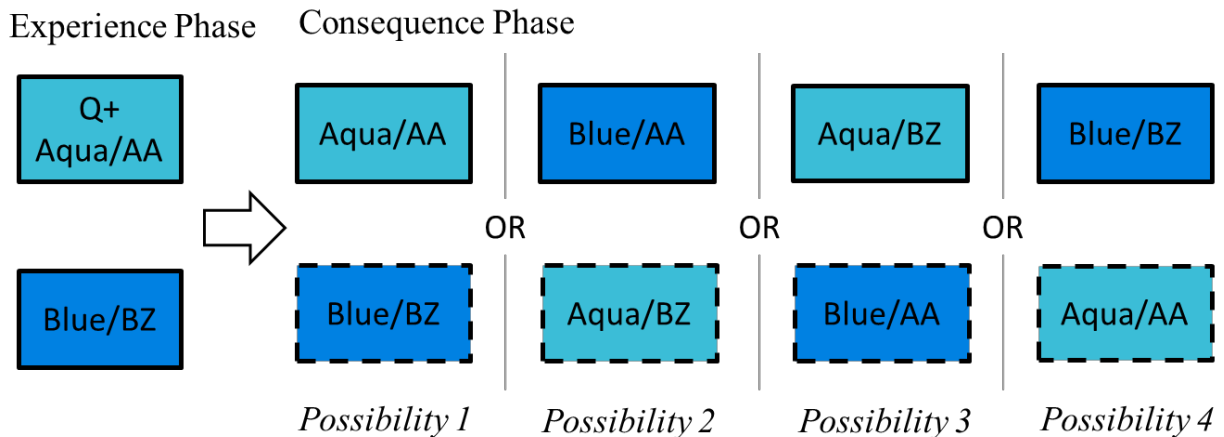 Experience Phase
Consequence Phase
Q+
Aqua/AA
Aqua/AA
Blue/AA
Aqua/BZ
Blue/BZ
OR
OR
OR
Blue/BZ
Blue/BZ
Aqua/BZ
Blue/AA
Aqua/AA
Possibility 1
Possibility 2
Possibility 3
Possibility 4